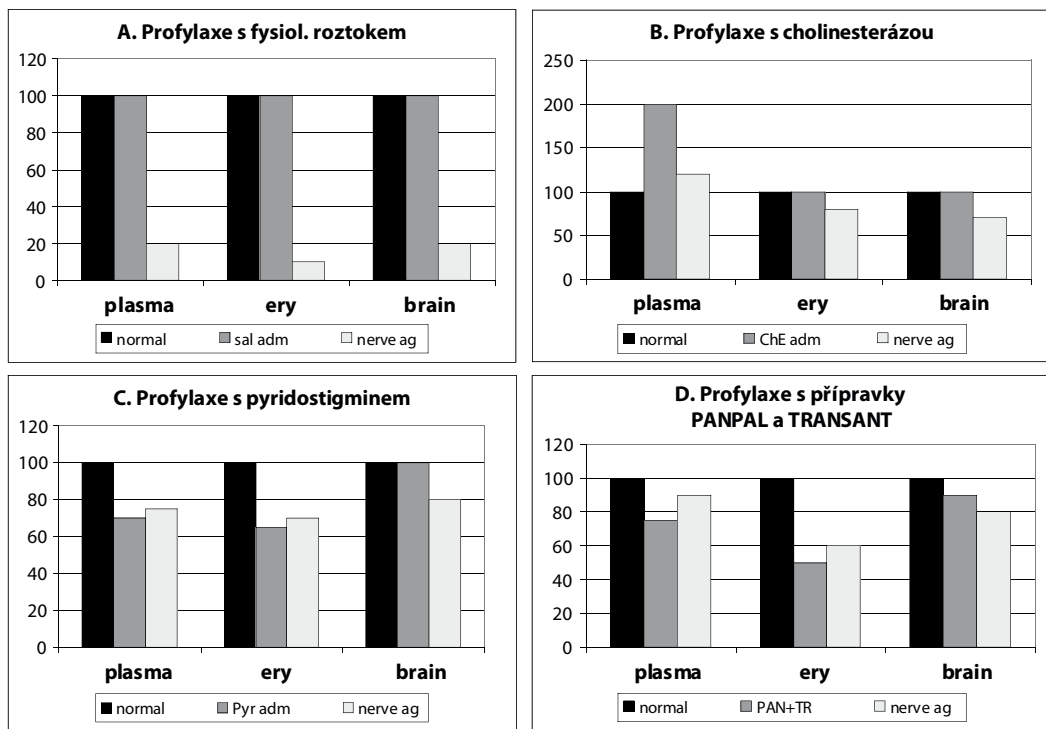 A. Profylaxe s fysiol. roztokem
120
100
80
60
40
20
0
plasma ery brain
normal sal adm nerve ag
B. Profylaxe s cholinesterázou
250
200
150
100
50
0
plasma ery brain
normal ChE adm nerve ag
C. Profylaxe s pyridostigminem
120
100
80
60
40
20
0
plasma ery brain
normal Pyr adm nerve ag
D. Profylaxe s přípravky
PANPAL a TRANSANT
120
100
80
60
40
20
0
plasma ery brain
normal PAN+TR nerve ag